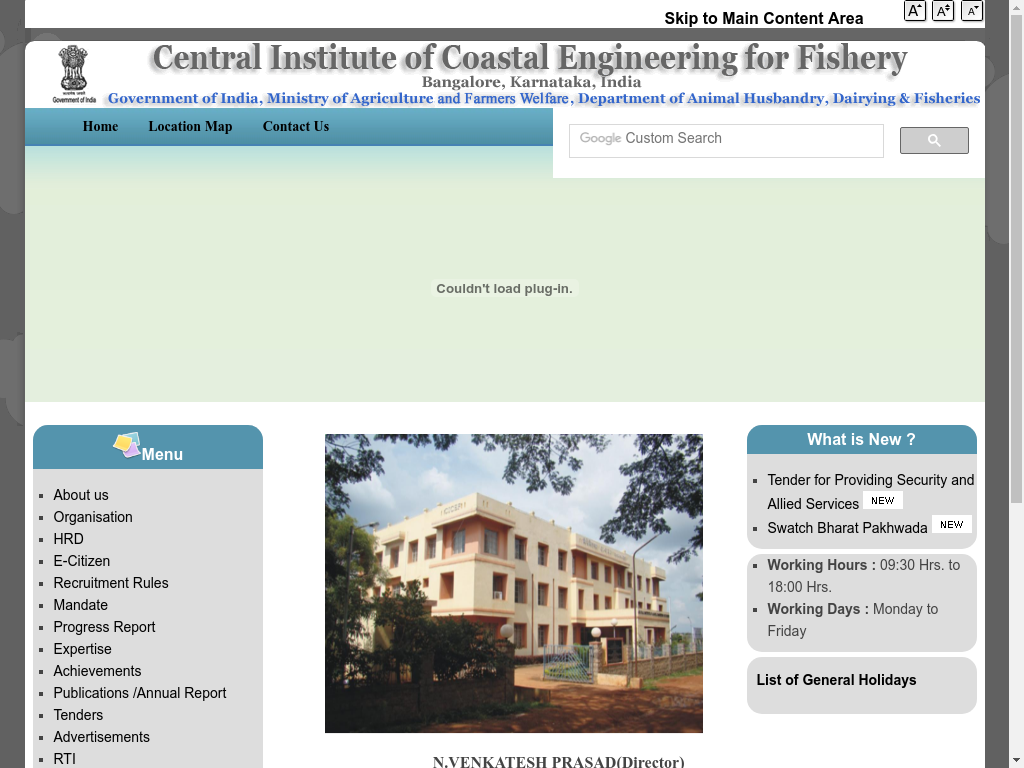 Skip to Main Content Area
A A A
Central Institute of Coastal Engineering for Fishery
Bangalore, Karnataka, India
Government of India
Government of India, Ministry of Agriculture and Farmers Welfare, Department of Animal Husbandry, Dairying & Fisheries
Home Location Map Contact Us
Google Custom Search
Couldn't load plug-in.
Menu
About us
Organisation
HRD
E-Citizen
Recruitment Rules
Mandate
Progress Report
Expertise
Achievements
Publications /Annual Report
Tenders
Advertisements
RTI
N.VENKATESH PRASAD(Director)
What is New ?
Tender for Providing Security and
Allied Services NEW
Swatch Bharat Pakhwada NEW
Working Hours : 09:30 Hrs. to
18:00 Hrs.
Working Days : Monday to
Friday
List of General Holidays